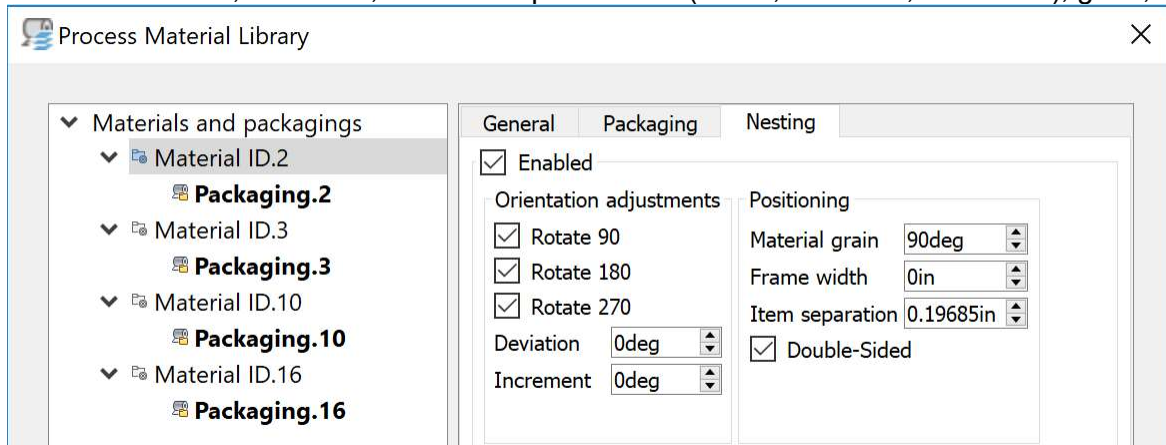 Process Material Library
Materials and packagings
Material ID.2
Packaging.2
Material ID.3
Packaging.3
Material ID.10
Packaging.10
Material ID.16
Packaging.16
General Packaging Nesting
Enabled
Orientation adjustments
Rotate 90
Rotate 180
Rotate 270
Deviation 0deg
Increment 0deg
Positioning
Material grain 90deg
Frame width 0in
Item separation 0.19685in
Double-Sided